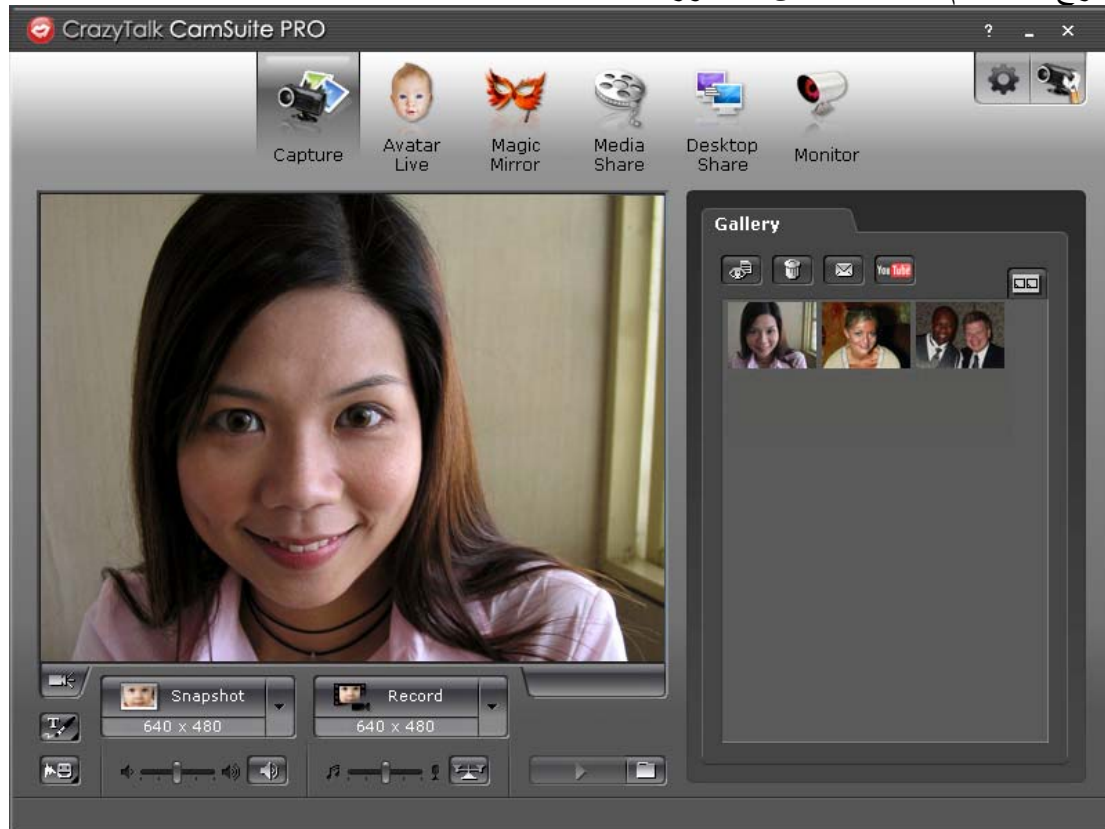 CrazyTalk CamSuite PRO
?
Capture
Avatar Live
Magic Mirror
Media Share
Desktop Share
Monitor
Gallery
You Tube
Snapshot
640 x 480
Record
640 x 480
T